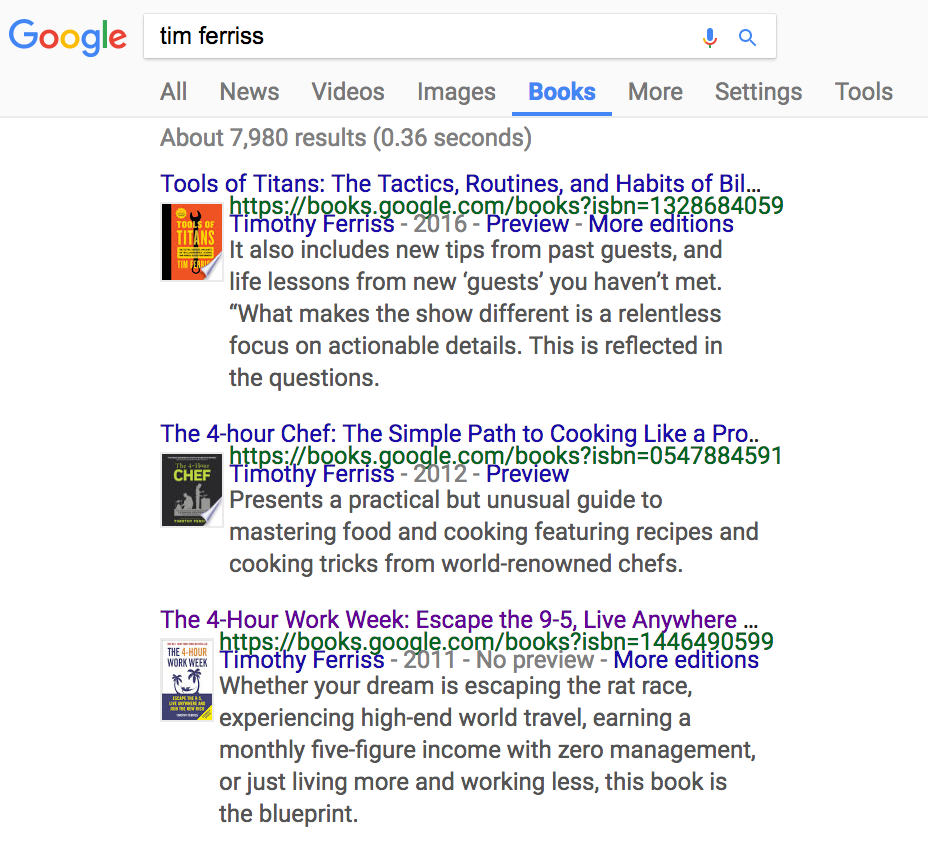 Google
tim ferriss
All News Videos Images Books More Settings Tools
About 7,980 results (0.36 seconds)
Tools of Titans: The Tactics, Routines, and Habits of Bil...
https://books.google.com/books?isbn=1328684059
TOOLS OF
TITANS
Timothy Ferriss - 2016 - Preview - More editions
It also includes new tips from past guests, and
life lessons from new ‘guests’ you haven’t met.
“What makes the show different is a relentless
focus on actionable details. This is reflected in
the questions.
The 4-hour Chef: The Simple Path to Cooking Like a Pro..
https://books.google.com/books?isbn=0547884591
The 4-Hour
CHEF
Timothy Ferriss - 2012 - Preview
Presents a practical but unusual guide to
mastering food and cooking featuring recipes and
cooking tricks from world-renowned chefs.
The 4-Hour Work Week: Escape the 9-5, Live Anywhere ...
https://books.google.com/books?isbn=1446490599
THE 4-HOUR
WORK WEEK
ESCAPE THE 9-5,
LIVE ANYWHERE AND
JOIN THE NEW RICH
Timothy Ferriss - 2011 - No preview - More editions
Whether your dream is escaping the rat race,
experiencing high-end world travel, earning a
monthly five-figure income with zero management,
or just living more and working less, this book is
the blueprint.